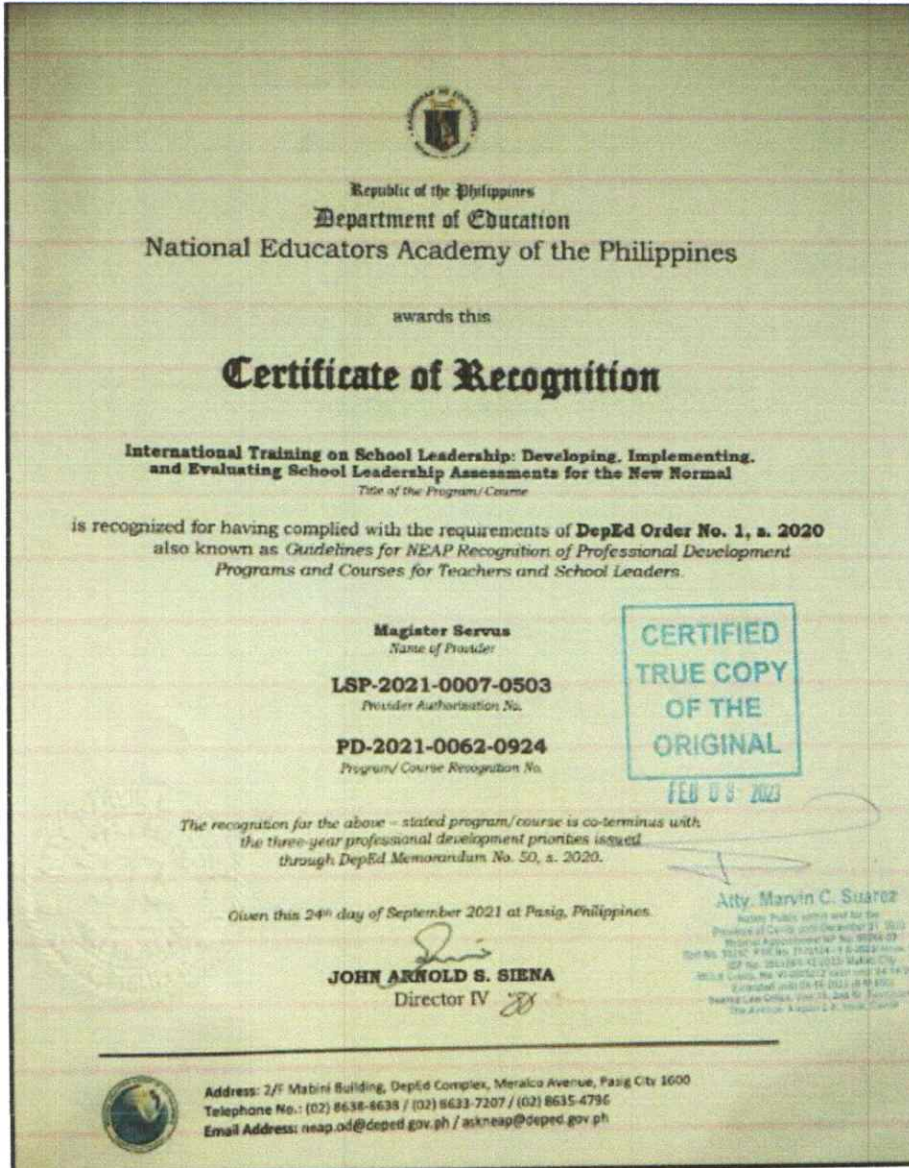 Republic of the Philippines
Department of Education
National Educators Academy of the Philippines
awards this
Certificate of Recognition
International Training on School Leadership: Developing, Implementing,
and Evaluating School Leadership Assessments for the New Normal
Title of the Program/Course
is recognized for having complied with the requirements of DepEd Order No. 1, s. 2020
also known as Guidelines for NEAP Recognition of Professional Development
Programs and Courses for Teachers and School Leaders.
Magister Servus
Name of Provider
LSP-2021-0007-0503
Provider Authorization No.
PD-2021-0062-0924
Program/Course Recognition No.
CERTIFIED
TRUE COPY
OF THE
ORIGINAL
FEB 08 2023
The recognition for the above – stated program/course is co-terminus with
the three-year professional development priorities issued
through DepEd Memorandum No. 50, s. 2020.
Given this 24th day of September 2021 at Pasig, Philippines.
JOHN ARNOLD S. SIENA
Director IV
Atty. Marvin C. Suarez
Notary Public within and for the
Address: 2/F Mabini Building, DepEd Complex, Meralco Avenue, Pasig City 1600
Telephone No.: (02) 8638-8638 / (02) 8633-7207 / (02) 8635-4796
Email Address: neap.od@deped.gov.ph / askneap@deped.gov.ph